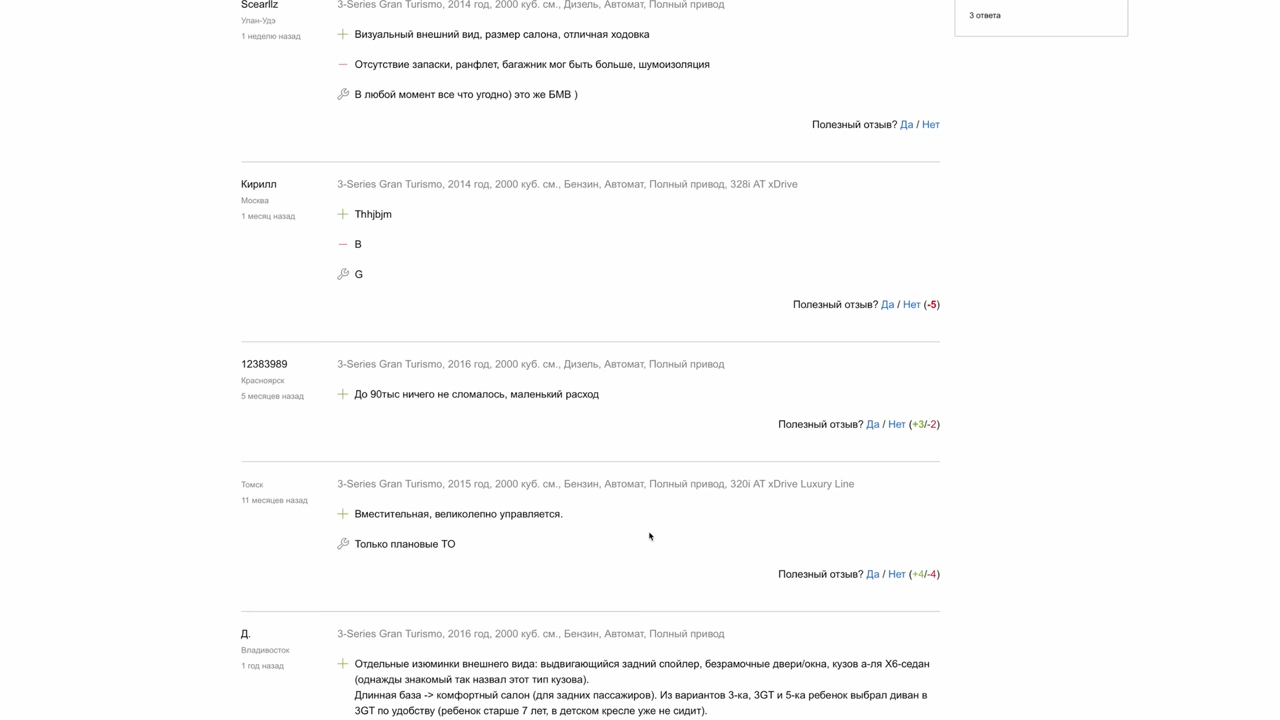 Scearllz
3-Series Gran Turismo, 2014 год, 2000 куб. см., Дизель, Автомат, Полный привод
3 ответа
Улан-Удэ
1 неделю назад
Визуальный внешний вид, размер салона, отличная ходовка
Отсутствие запаски, ранфлет, багажник мог быть больше, шумоизоляция
В любой момент все что угодно) это же БМВ )
Полезный отзыв? Да / Нет
Кирилл
3-Series Gran Turismo, 2014 год, 2000 куб. см., Бензин, Автомат, Полный привод, 328i AT xDrive
Москва
1 месяц назад
Thhjbjm
В
G
Полезный отзыв? Да / Нет (-5)
12383989
3-Series Gran Turismo, 2016 год, 2000 куб. см., Дизель, Автомат, Полный привод
Красноярск
5 месяцев назад
До 90тыс ничего не сломалось, маленький расход
Полезный отзыв? Да / Нет (+3/-2)
Томск
3-Series Gran Turismo, 2015 год, 2000 куб. см., Бензин, Автомат, Полный привод, 320i AT xDrive Luxury Line
11 месяцев назад
Вместительная, великолепно управляется.
Только плановые ТО
Полезный отзыв? Да / Нет (+4/-4)
Д.
3-Series Gran Turismo, 2016 год, 2000 куб. см., Бензин, Автомат, Полный привод
Владивосток
1 год назад
Отдельные изюминки внешнего вида: выдвигающийся задний спойлер, безрамочные двери/окна, кузов а-ля Х6-седан
(однажды знакомый так назвал этот тип кузова).
Длинная база -> комфортный салон (для задних пассажиров). Из вариантов 3-ка, 3GT и 5-ка ребенок выбрал диван в
3GT по удобству (ребенок старше 7 лет, в детском кресле уже не сидит).